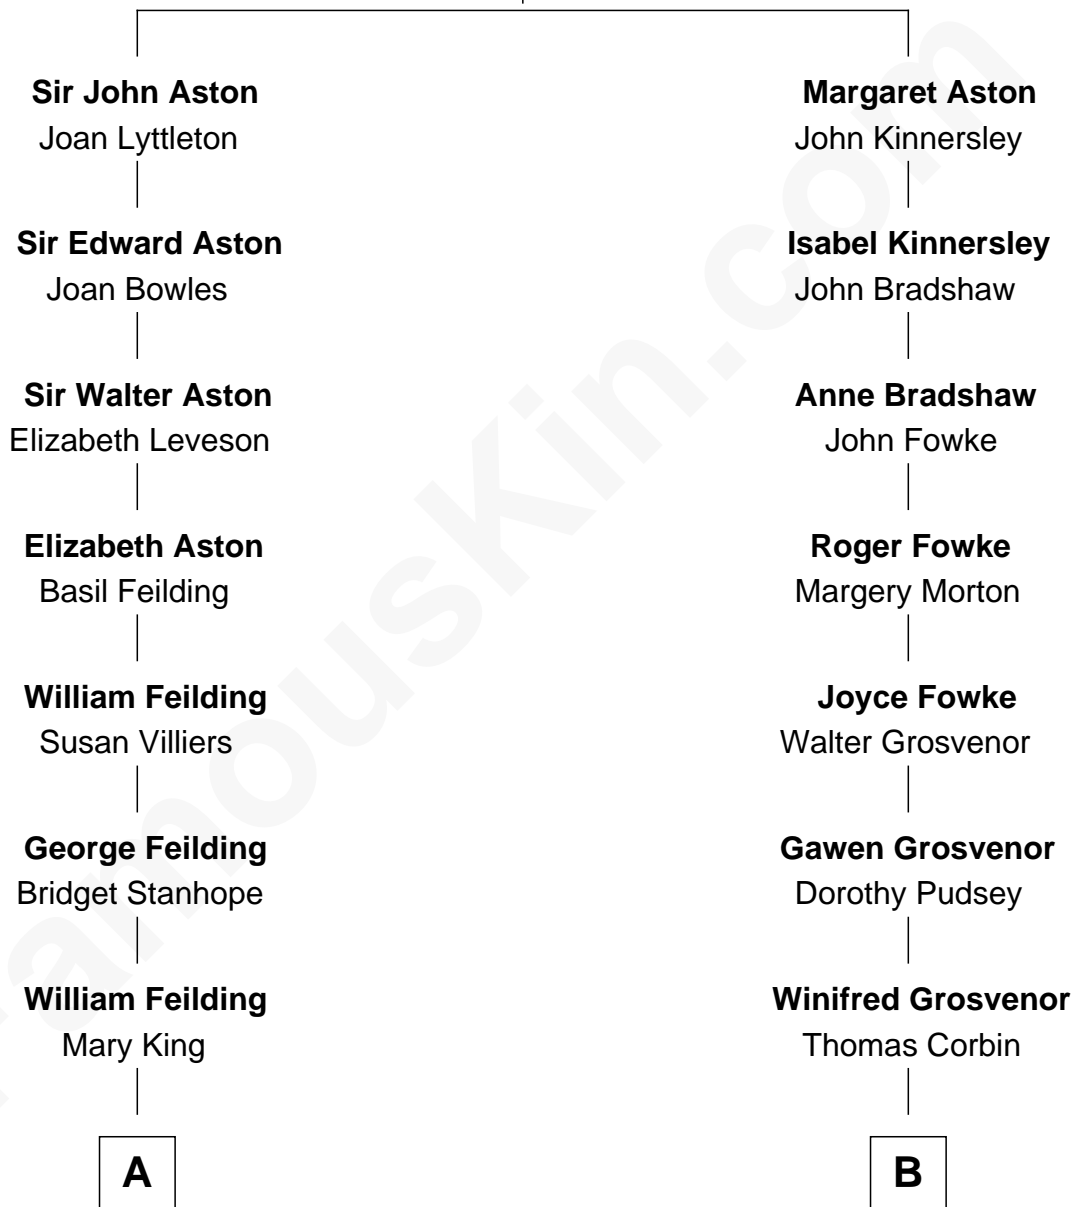 Sir John Aston
Joan Lyttleton
Sir Edward Aston
Joan Bowles
Sir Walter Aston
Elizabeth Leveson
Elizabeth Aston
Basil Feilding
William Feilding
Susan Villiers
George Feilding
Bridget Stanhope
William Feilding
Mary King
A
Margaret Aston
John Kinnersley
Isabel Kinnersley
John Bradshaw
Anne Bradshaw
John Fowke
Roger Fowke
Margery Morton
Joyce Fowke
Walter Grosvenor
Gawen Grosvenor
Dorothy Pudsey
Winifred Grosvenor
Thomas Corbin
B
FamousKin.com